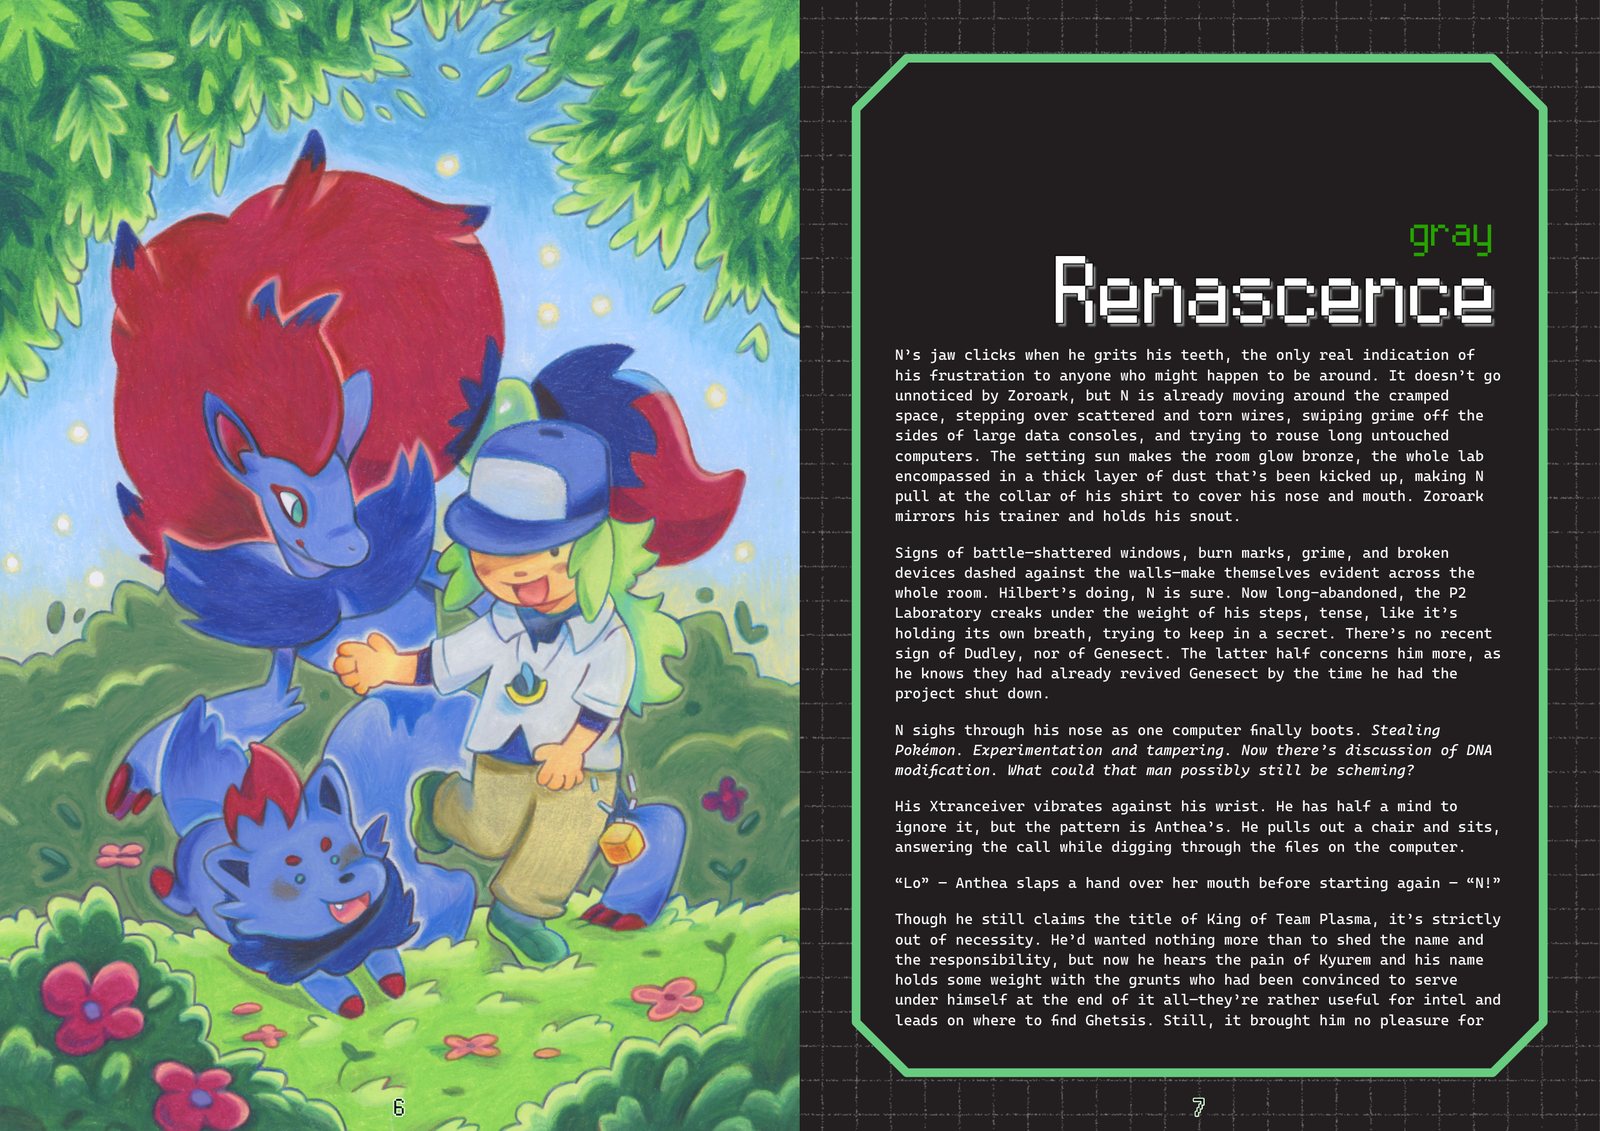 gray
Renascence
N’s jaw clicks when he grits his teeth, the only real indication of
his frustration to anyone who might happen to be around. It doesn’t go
unnoticed by Zoroark, but N is already moving around the cramped
space, stepping over scattered and torn wires, swiping grime off the
sides of large data consoles, and trying to rouse long untouched
computers. The setting sun makes the room glow bronze, the whole lab
encompassed in a thick layer of dust that’s been kicked up, making N
pull at the collar of his shirt to cover his nose and mouth. Zoroark
mirrors his trainer and holds his snout.
Signs of battle—shattered windows, burn marks, grime, and broken
devices dashed against the walls—make themselves evident across the
whole room. Hilbert’s doing, N is sure. Now long-abandoned, the P2
Laboratory creaks under the weight of his steps, tense, like it’s
holding its own breath, trying to keep in a secret. There’s no recent
sign of Dudley, nor of Genesect. The latter half concerns him more, as
he knows they had already revived Genesect by the time he had the
project shut down.
N sighs through his nose as one computer finally boots. Stealing
Pokémon. Experimentation and tampering. Now there’s discussion of DNA
modification. What could that man possibly still be scheming?
His Xtranceiver vibrates against his wrist. He has half a mind to
ignore it, but the pattern is Anthea’s. He pulls out a chair and sits,
answering the call while digging through the files on the computer.
“Lo” — Anthea slaps a hand over her mouth before starting again — “N!”
Though he still claims the title of King of Team Plasma, it’s strictly
out of necessity. He’d wanted nothing more than to shed the name and
the responsibility, but now he hears the pain of Kyurem and his name
holds some weight with the grunts who had been convinced to serve
under himself at the end of it all—they’re rather useful for intel and
leads on where to find Ghetsis. Still, it brought him no pleasure for
6
7